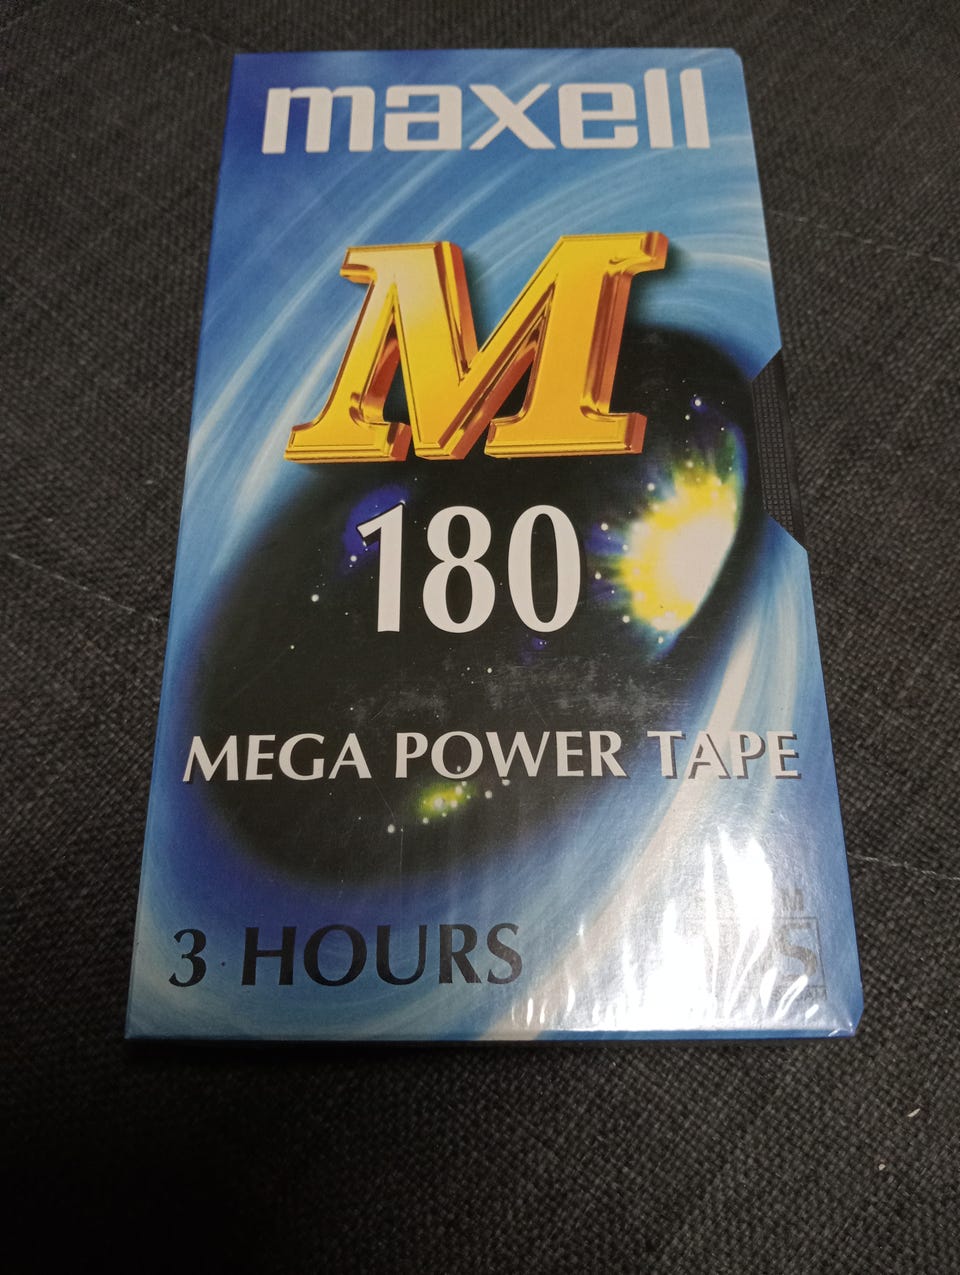 maxell
M
180
MEGA POWER TAPE
3 HOURS